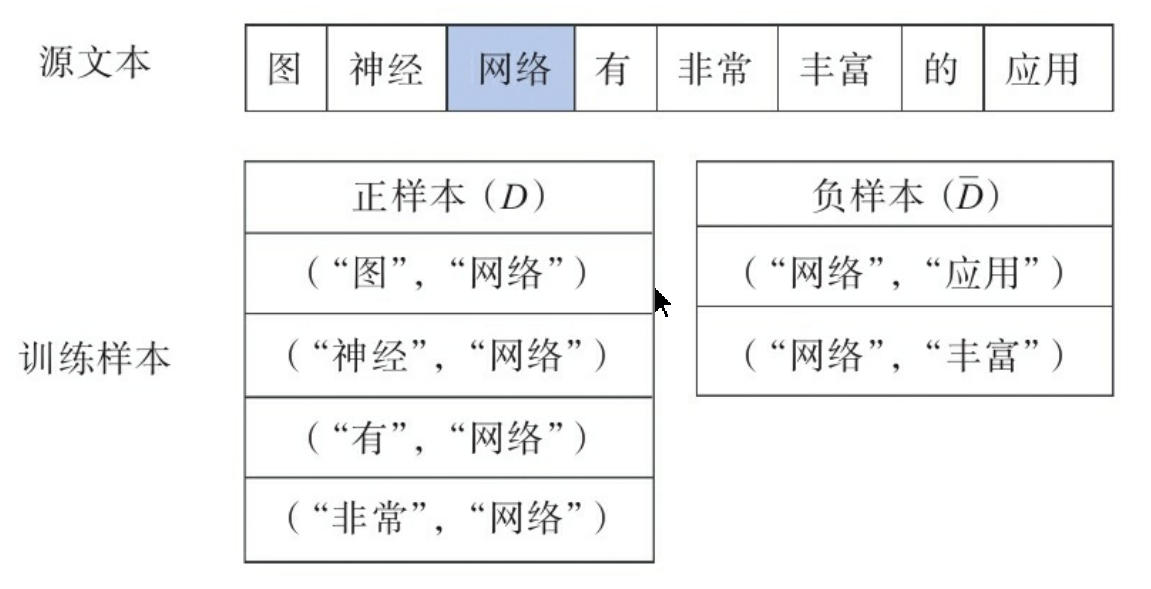 源文本 图 神经 网络 有 非常 丰富 的 应用
正样本（D） 负样本（D̄）
（“图”，“网络”） （“网络”，“应用”）
训练样本 （“神经”，“网络”） （“网络”，“丰富”）
（“有”，“网络”）
（“非常”，“网络”）